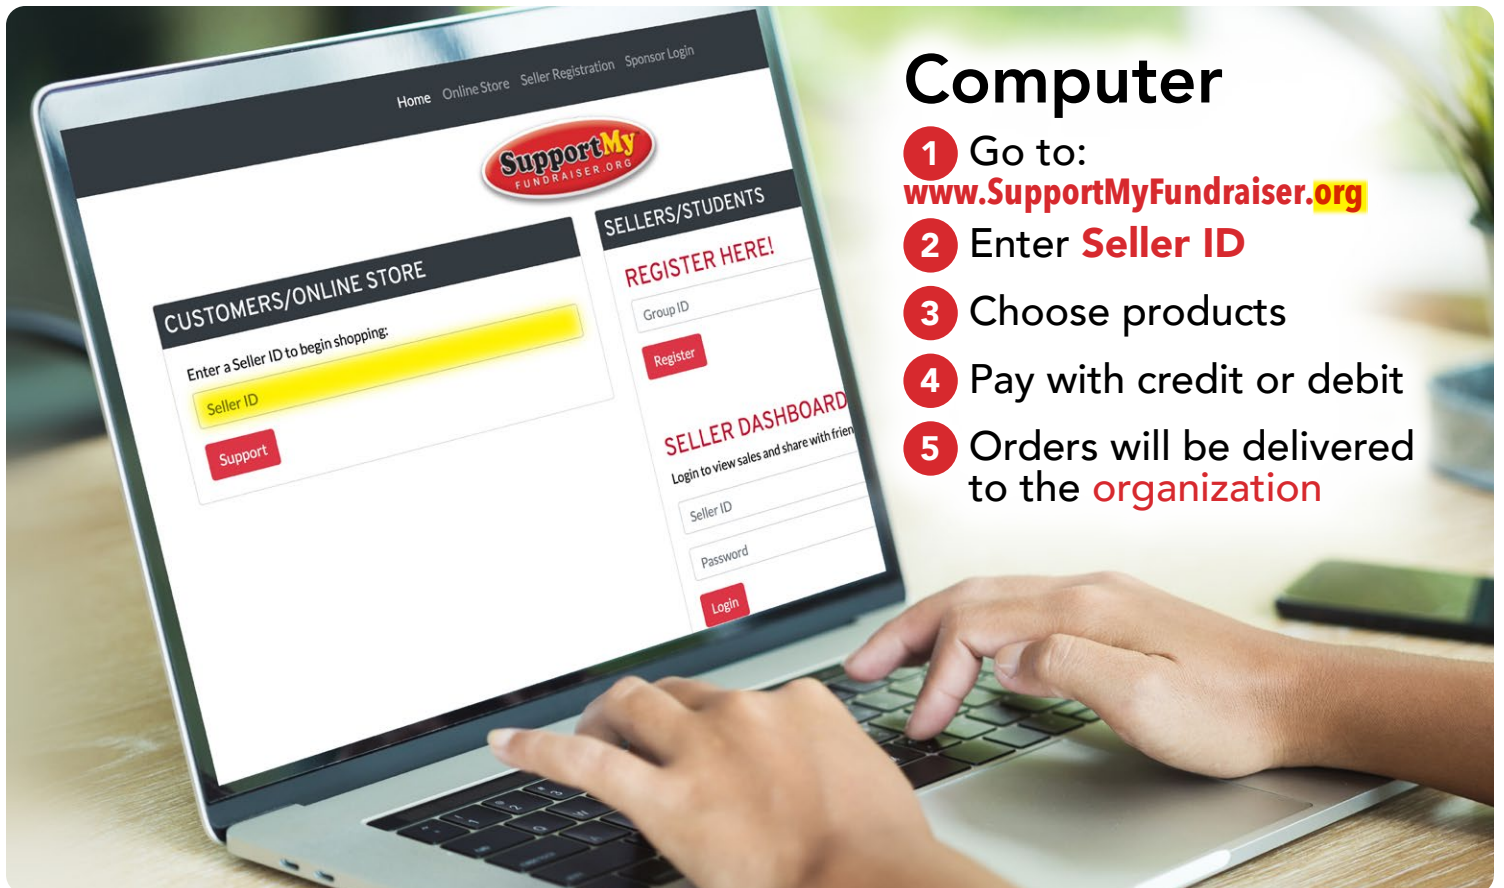 Home Online Store Seller Registration Sponsor Login
SupportMy
FUNDRAISER.ORG
CUSTOMERS/ONLINE STORE
Enter a Seller ID to begin shopping:
Seller ID
Support
SELLERS/STUDENTS
REGISTER HERE!
Group ID
Register
SELLER DASHBOARD
Login to view sales and share with frien
Seller ID
Password
Login
Computer
1 Go to:
www.SupportMyFundraiser.org
2 Enter Seller ID
3 Choose products
4 Pay with credit or debit
5 Orders will be delivered
to the organization